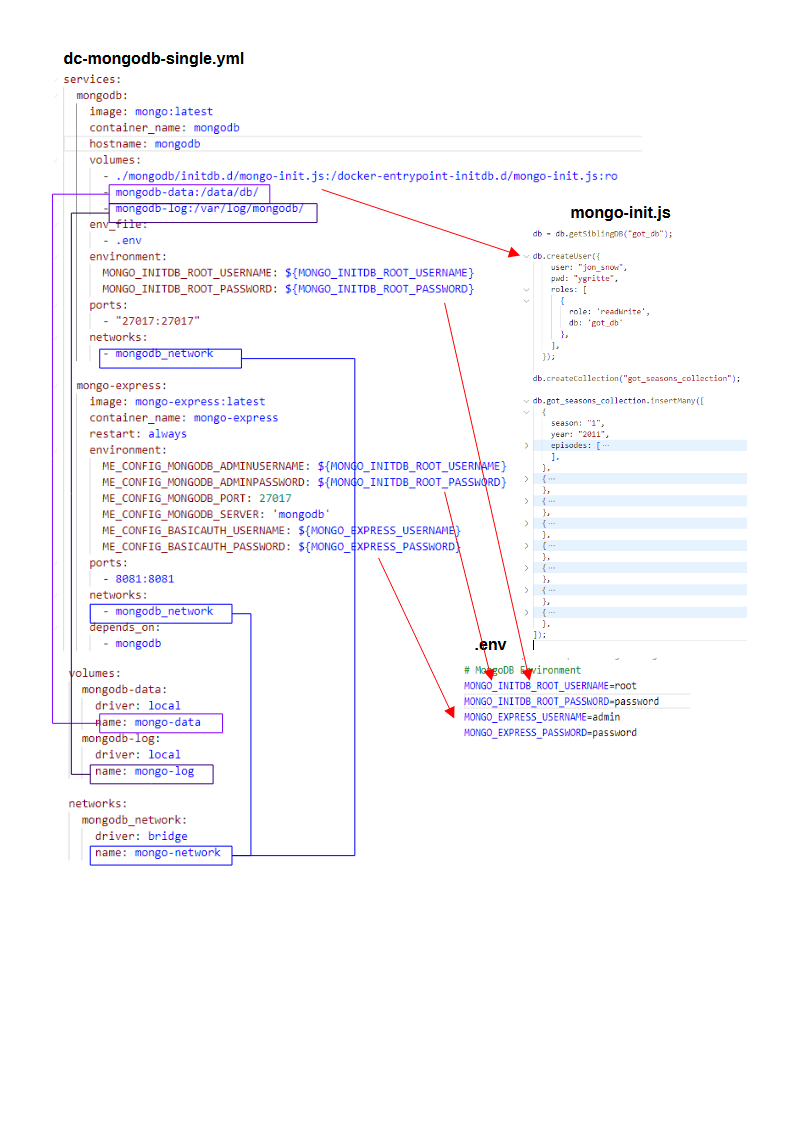 dc-mongodb-single.yml
services:
mongodb:
image: mongo:latest
container_name: mongodb
hostname: mongodb
volumes:
- ./mongodb/initdb.d/mongo-init.js:/docker-entrypoint-initdb.d/mongo-init.js:ro
- mongodb-data:/data/db/
- mongodb-log:/var/log/mongodb/
env_file:
- .env
environment:
MONGO_INITDB_ROOT_USERNAME: ${MONGO_INITDB_ROOT_USERNAME}
MONGO_INITDB_ROOT_PASSWORD: ${MONGO_INITDB_ROOT_PASSWORD}
ports:
- "27017:27017"
networks:
- mongodb_network
mongo-express:
image: mongo-express:latest
container_name: mongo-express
restart: always
environment:
ME_CONFIG_MONGODB_ADMINUSERNAME: ${MONGO_INITDB_ROOT_USERNAME}
ME_CONFIG_MONGODB_ADMINPASSWORD: ${MONGO_INITDB_ROOT_PASSWORD}
ME_CONFIG_MONGODB_PORT: 27017
ME_CONFIG_MONGODB_SERVER: 'mongodb'
ME_CONFIG_BASICAUTH_USERNAME: ${MONGO_EXPRESS_USERNAME}
ME_CONFIG_BASICAUTH_PASSWORD: ${MONGO_EXPRESS_PASSWORD}
ports:
- 8081:8081
networks:
- mongodb_network
depends_on:
- mongodb
volumes:
mongodb-data:
driver: local
name: mongo-data
mongodb-log:
driver: local
name: mongo-log
networks:
mongodb_network:
driver: bridge
name: mongo-network
mongo-init.js
db = db.getSiblingDB("got_db");
db.createUser({
user: "jon_snow",
pwd: "ygritte",
roles: [
{
role: 'readWrite',
db: 'got_db'
},
],
});
db.createCollection("got_seasons_collection");
db.got_seasons_collection.insertMany([
{
season: "1",
year: "2011",
episodes: [···
],
},
{···
},
{···
},
{···
},
{···
},
{···
},
{···
},
{···
},
]);
.env
# MongoDB Environment
MONGO_INITDB_ROOT_USERNAME=root
MONGO_INITDB_ROOT_PASSWORD=password
MONGO_EXPRESS_USERNAME=admin
MONGO_EXPRESS_PASSWORD=password